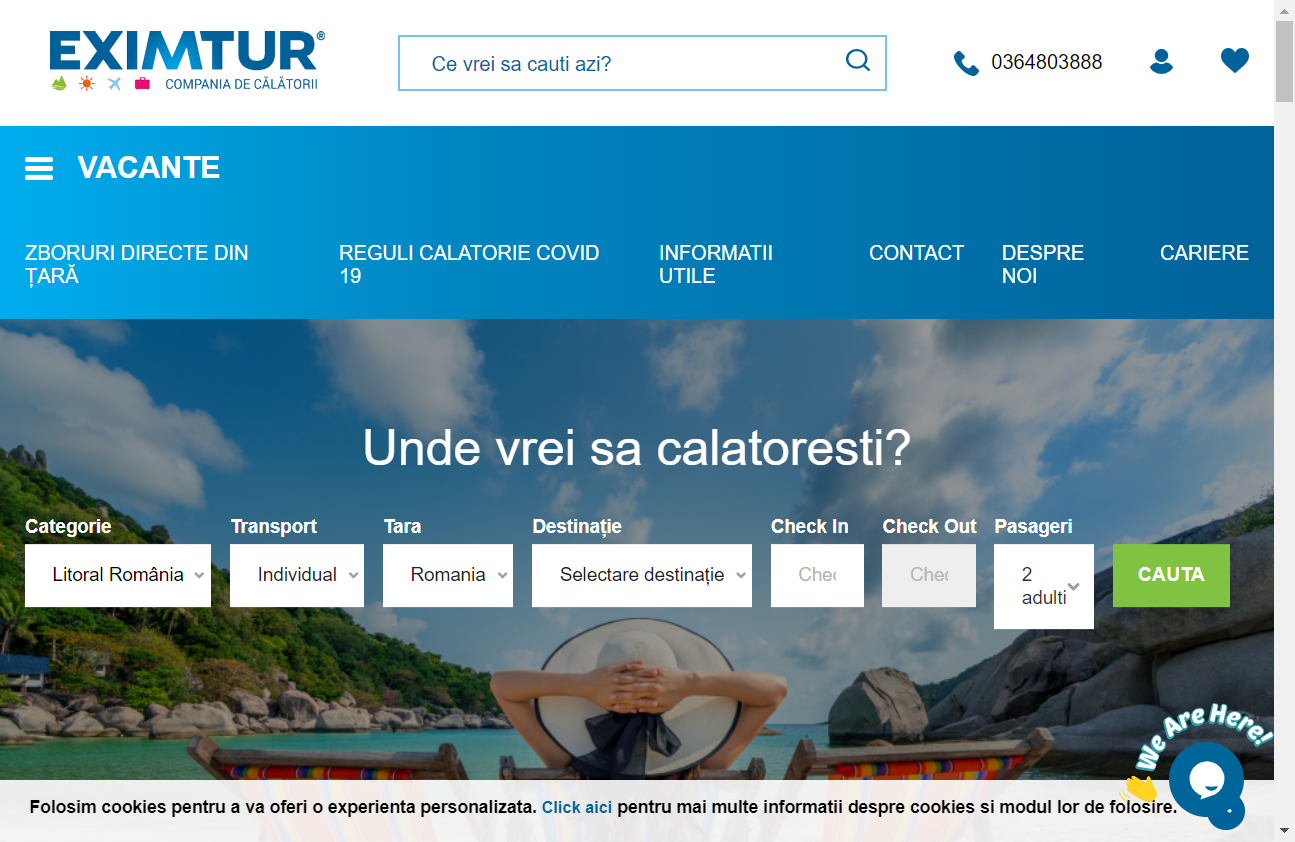 EXIMTUR®
COMPANIA DE CĂLĂTORII
Ce vrei sa cauti azi?
0364803888
VACANTE
ZBORURI DIRECTE DIN
ȚARĂ
REGULI CALATORIE COVID
19
INFORMATII
UTILE
CONTACT
DESPRE
NOI
CARIERE
Unde vrei sa calatoresti?
Categorie
Transport
Tara
Destinație
Check In
Check Out
Pasageri
Litoral România
Individual
Romania
Selectare destinație
Chec
Chec
2
adulti
CAUTA
We Are Here!
Folosim cookies pentru a va oferi o experienta personalizata. Click aici pentru mai multe informatii despre cookies si modul lor de folosire.